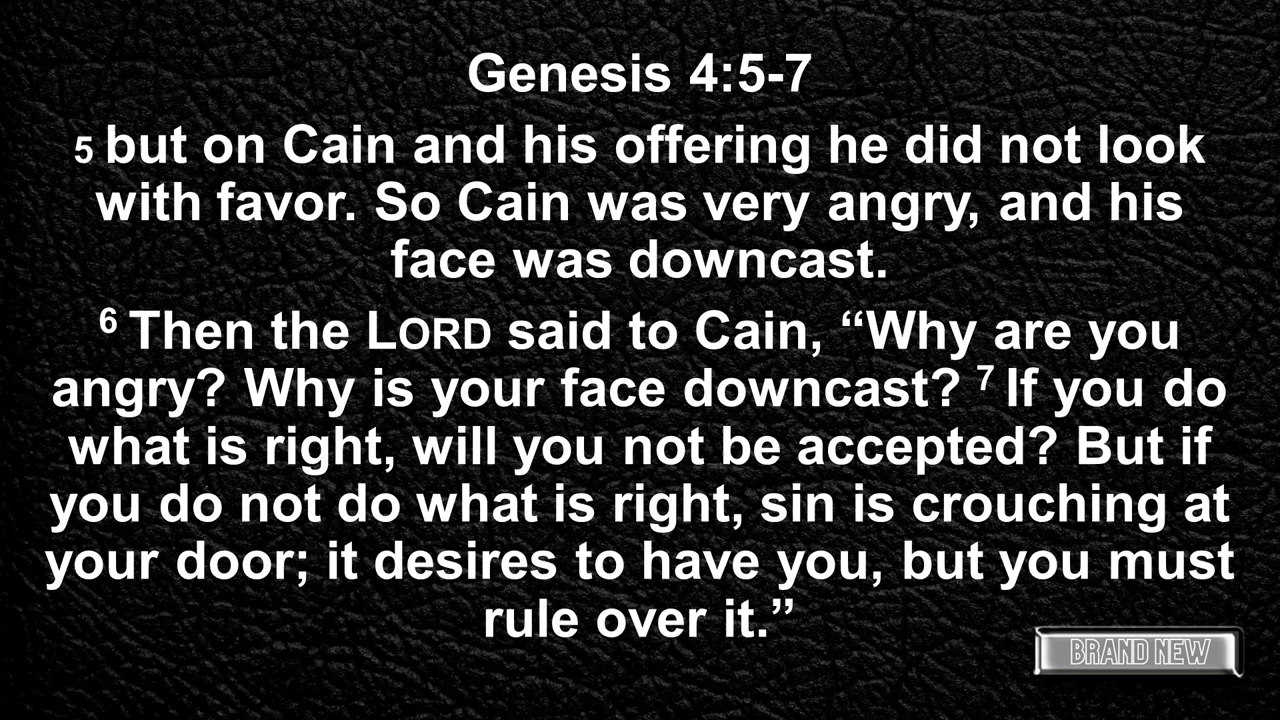 Genesis 4:5-7
5 but on Cain and his offering he did not look
with favor. So Cain was very angry, and his
face was downcast.
6 Then the LORD said to Cain, “Why are you
angry? Why is your face downcast? 7 If you do
what is right, will you not be accepted? But if
you do not do what is right, sin is crouching at
your door; it desires to have you, but you must
rule over it.”
BRAND NEW